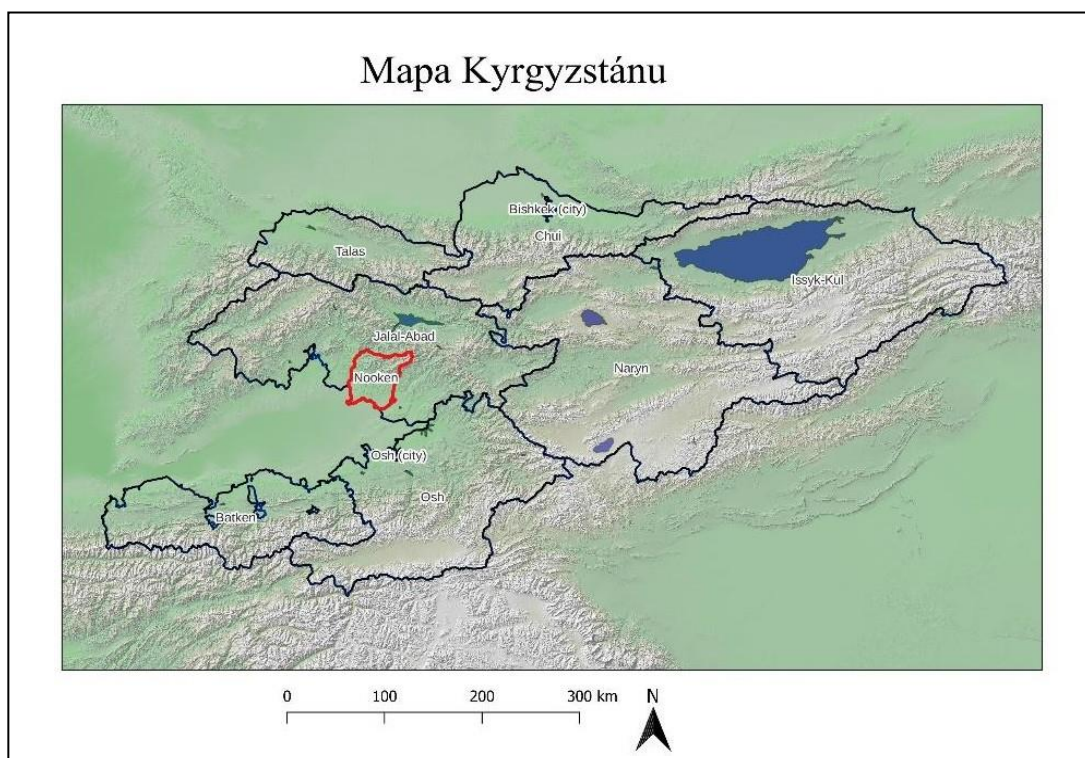 Mapa Kyrgyzstánu
Bishkek (city)
Chui
Talas
Issyk-Kul
Jalal-Abad
Naryn
Nooken
Osh (city)
Osh
Batken
0 100 200 300 km
N